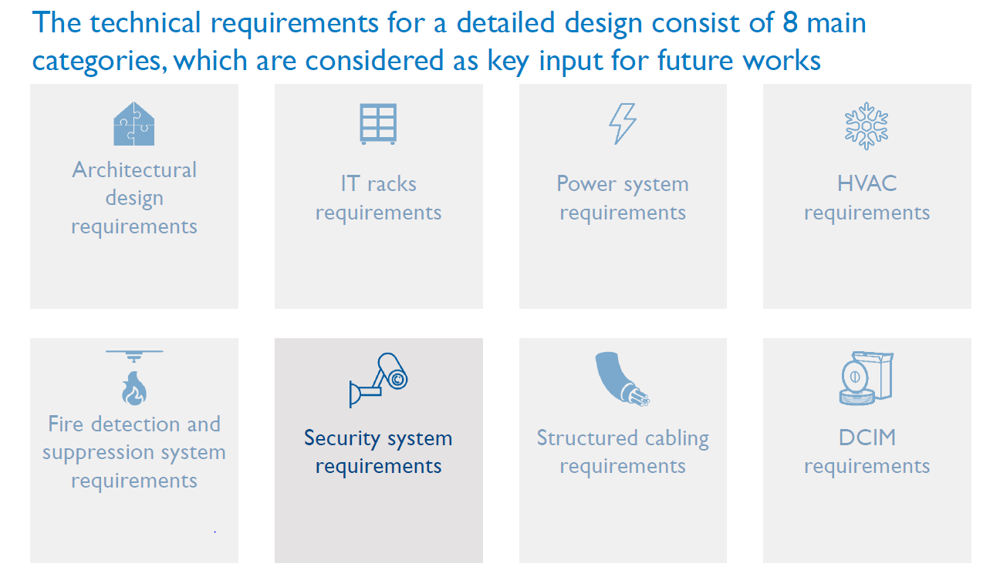 The technical requirements for a detailed design consist of 8 main
categories, which are considered as key input for future works
Architectural
design
requirements
IT racks
requirements
Power system
requirements
HVAC
requirements
Fire detection and
suppression system
requirements
Security system
requirements
Structured cabling
requirements
DCIM
requirements